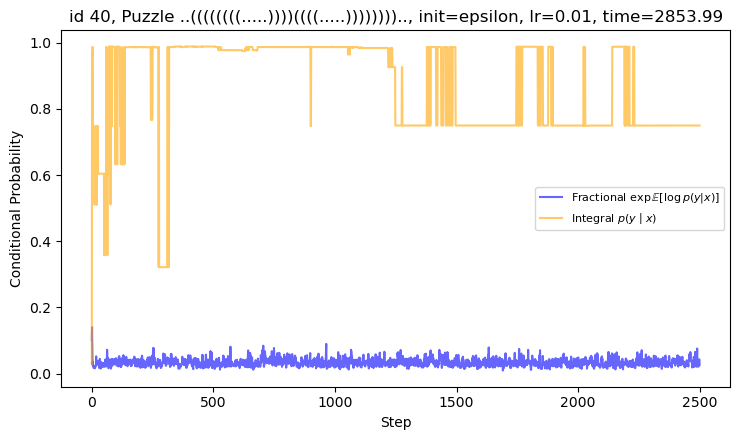 id 40, Puzzle ..((((((((.....))))((((.....)))))))).., init=epsilon, lr=0.01, time=2853.99
Conditional Probability
1.0
0.8
0.6
0.4
0.2
0.0
Fractional exp𝔼[log p(y|x)]
Integral p(y | x)
0
500
1000
1500
2000
2500
Step